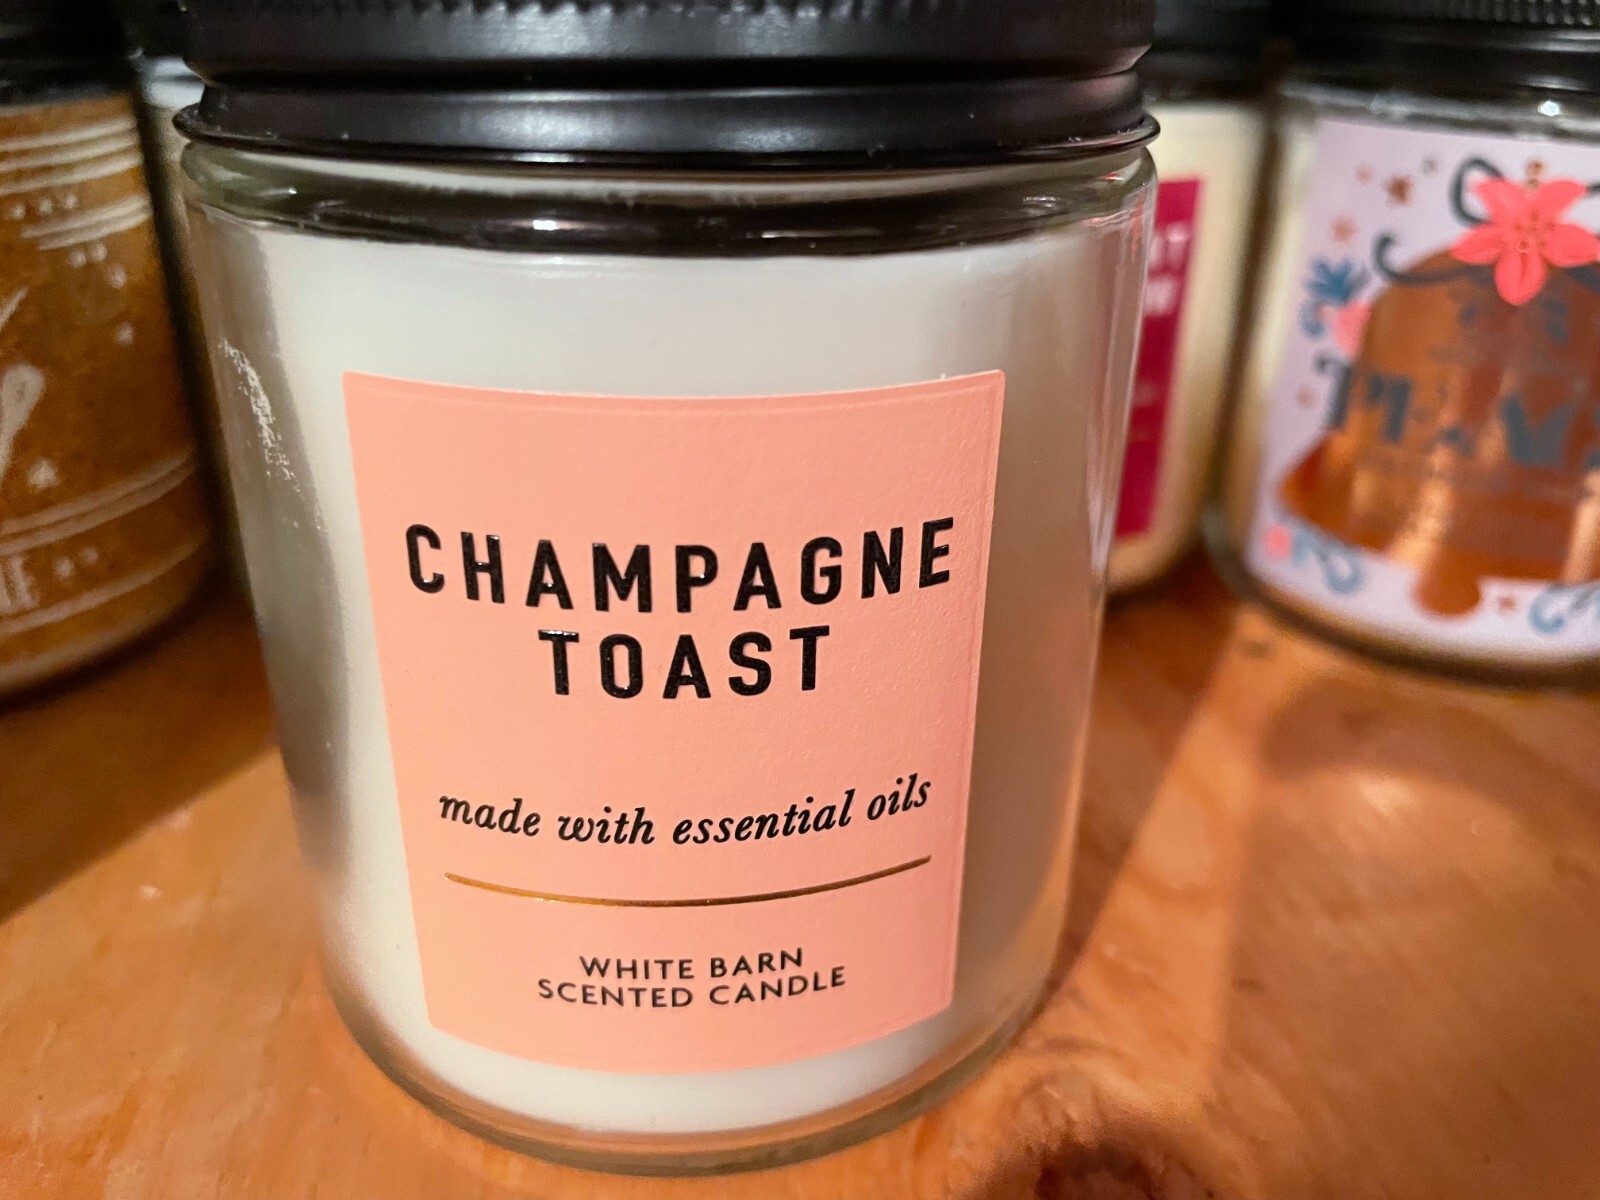 CHAMPAGNE
TOAST
made with essential oils
WHITE BARN
SCENTED CANDLE